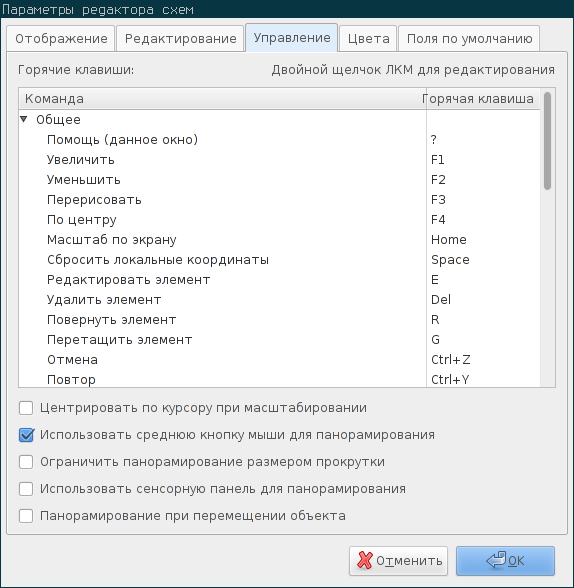 Параметры редактора схем
Отображение Редактирование Управление Цвета Поля по умолчанию
Горячие клавиши: Двойной щелчок ЛКМ для редактирования
Команда Горячая клавиша
Общее
Помощь (данное окно) ?
Увеличить F1
Уменьшить F2
Перерисовать F3
По центру F4
Масштаб по экрану Home
Сбросить локальные координаты Space
Редактировать элемент E
Удалить элемент Del
Повернуть элемент R
Перетащить элемент G
Отмена Ctrl+Z
Повтор Ctrl+Y
Центрировать по курсору при масштабировании
Использовать среднюю кнопку мыши для панорамирования
Ограничить панорамирование размером прокрутки
Использовать сенсорную панель для панорамирования
Панорамирование при перемещении объекта
Отменить OK